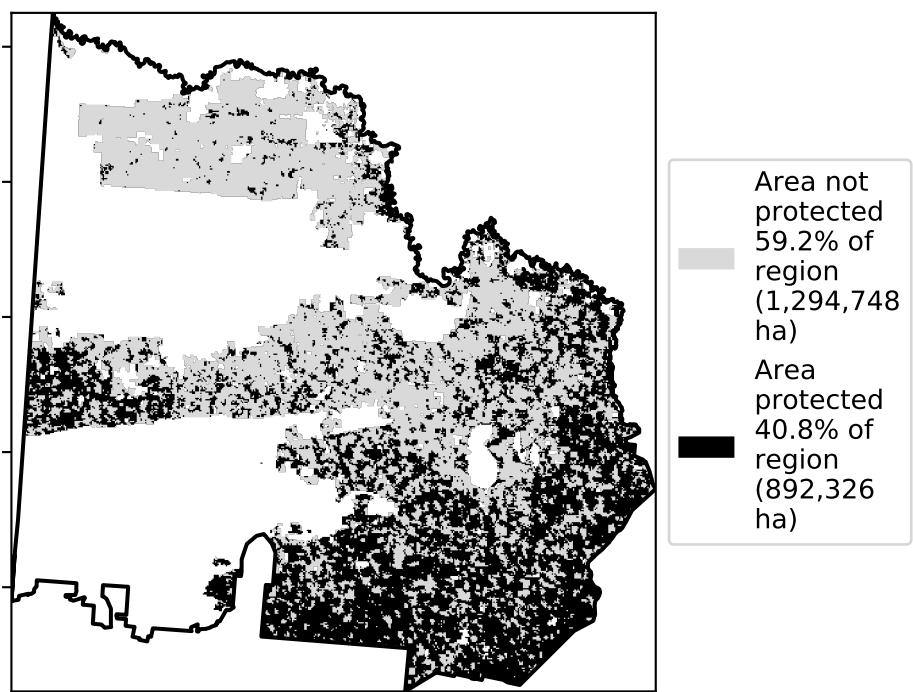 Area not
protected
59.2% of
region
(1,294,748
ha)
Area
protected
40.8% of
region
(892,326
ha)